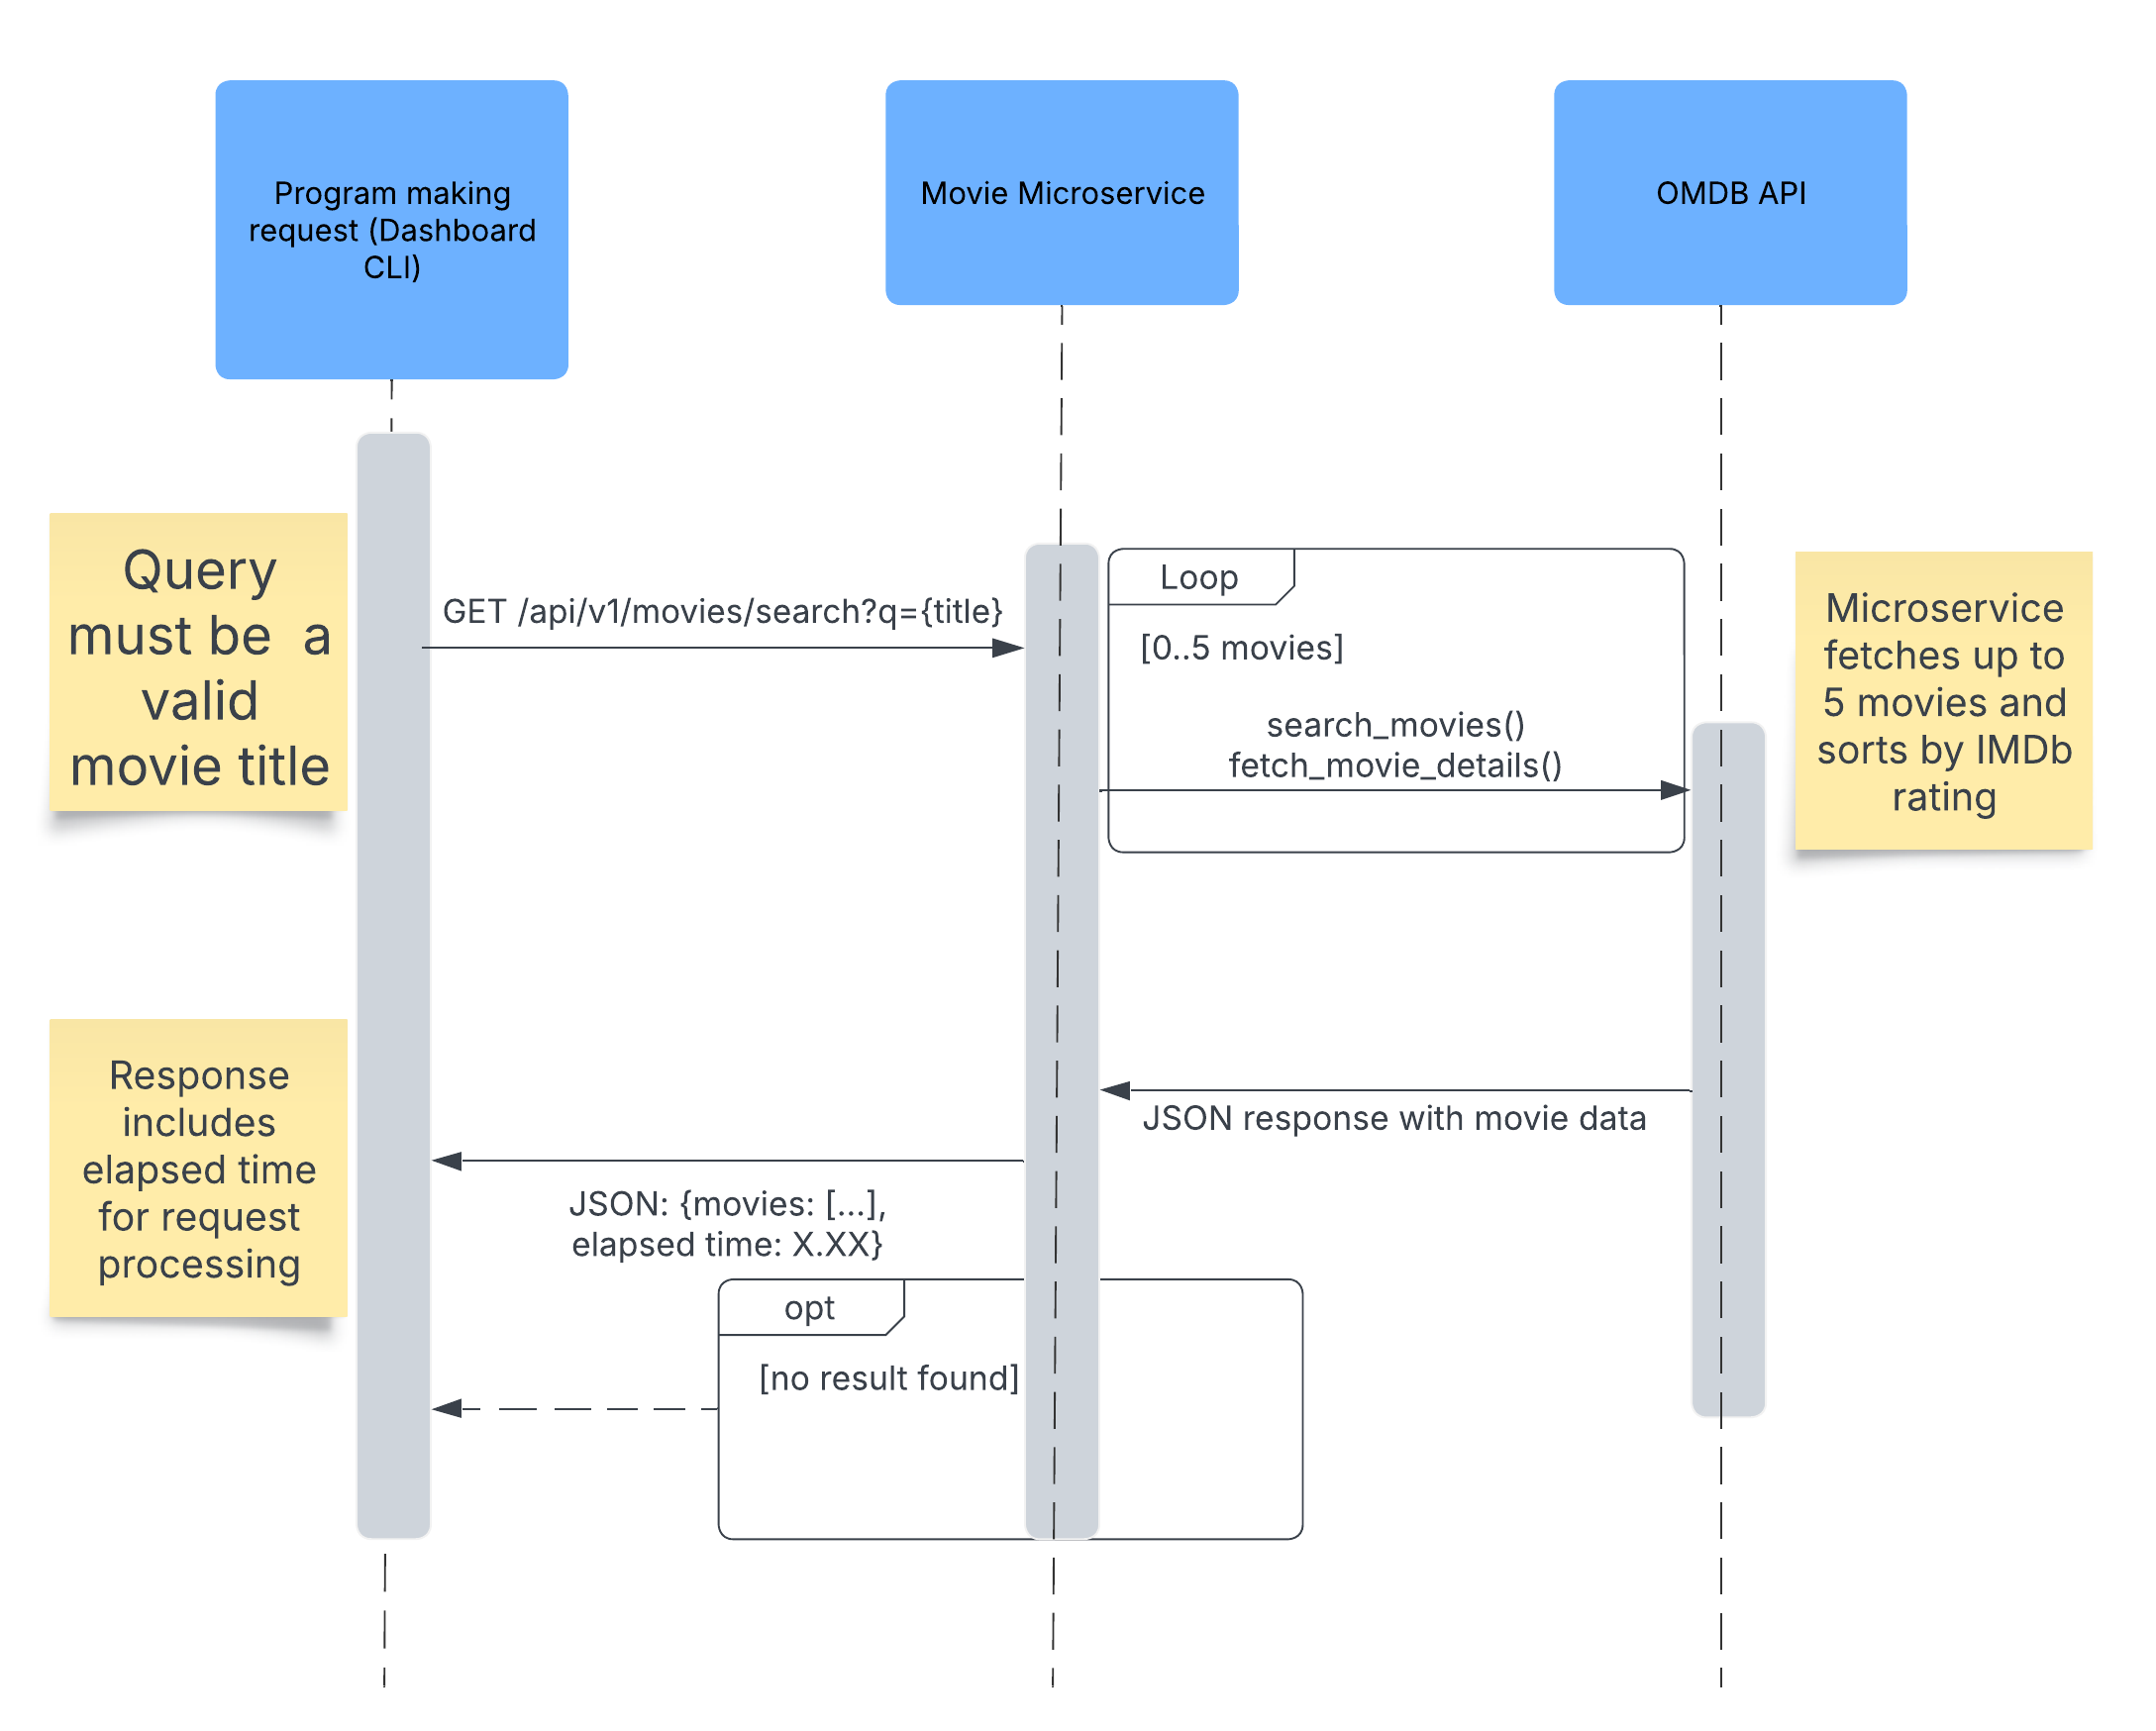 Program making
request (Dashboard
CLI)
Movie Microservice
OMDB API
Query
must be  a
valid
movie title
GET /api/v1/movies/search?q={title}
Loop
[0..5 movies]
search_movies()
fetch_movie_details()
Microservice
fetches up to
5 movies and
sorts by IMDb
rating
Response
includes
elapsed time
for request
processing
JSON response with movie data
JSON: {movies: [...],
elapsed time: X.XX}
opt
[no result found]